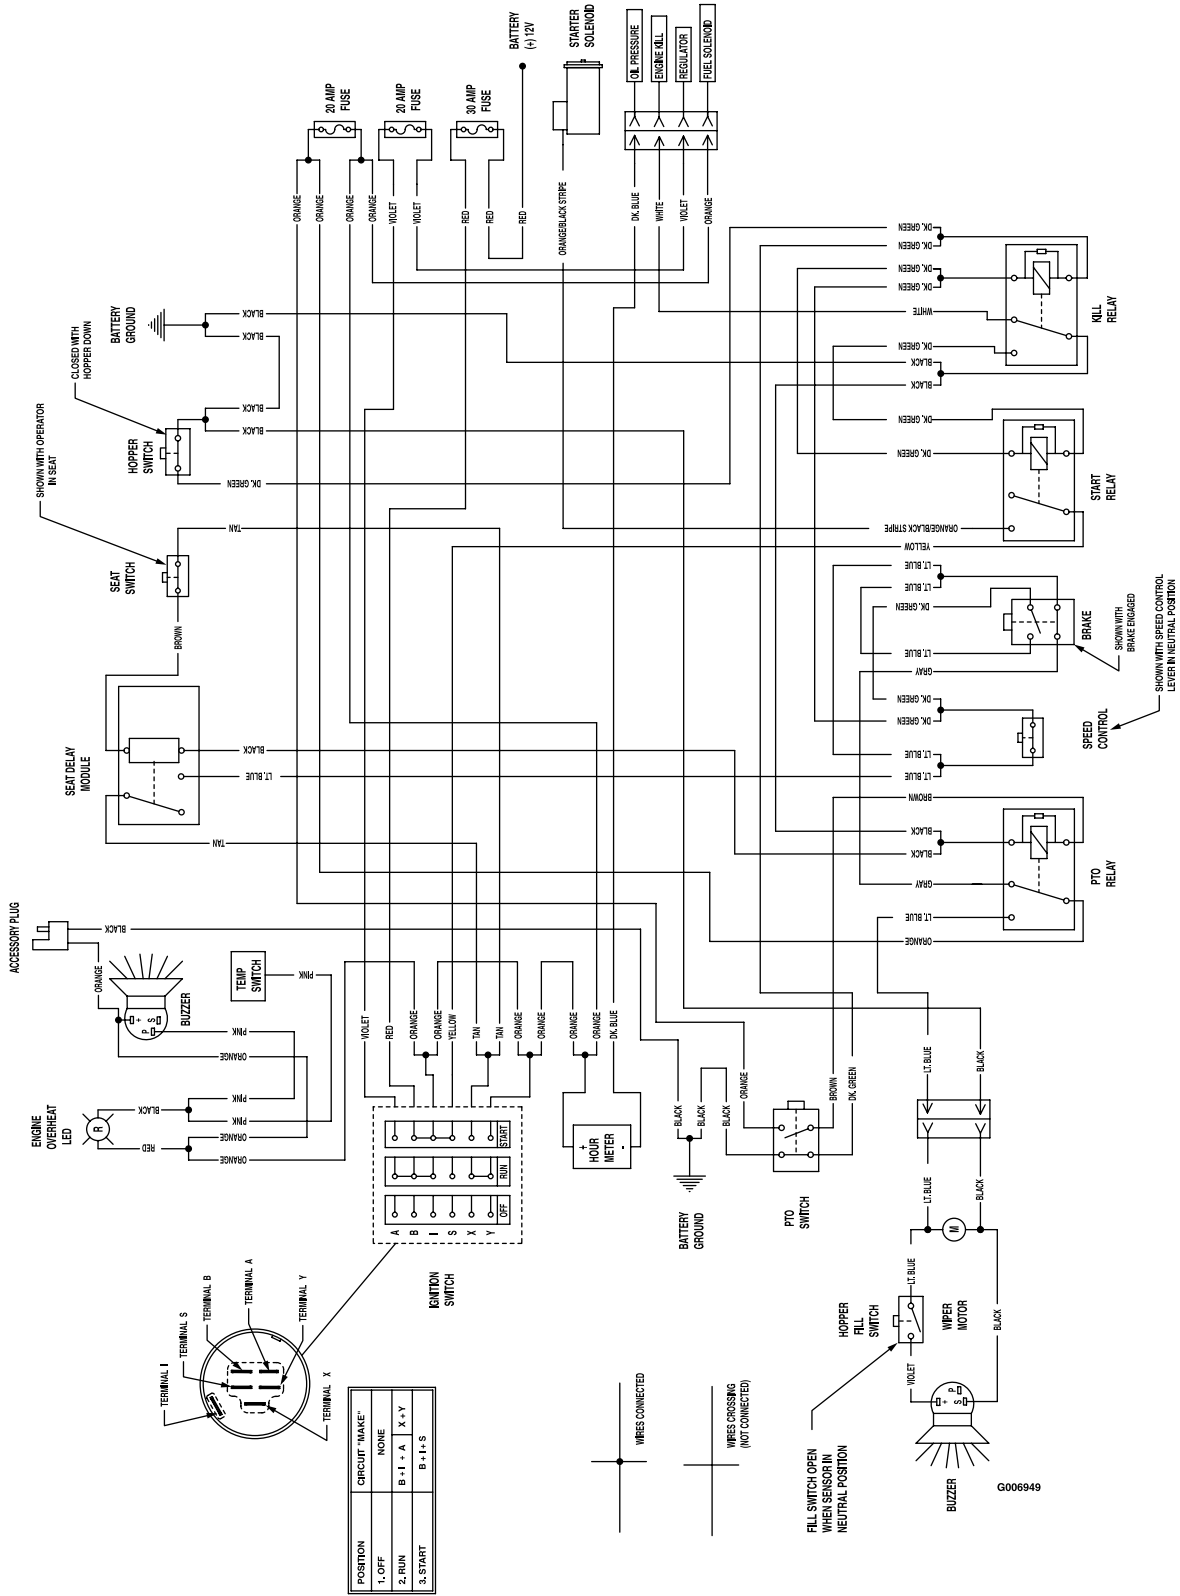 20 AMP
FUSE
20 AMP
FUSE
30 AMP
FUSE
BATTERY
(+) 12V
STARTER
SOLENOID
OIL PRESSURE
ENGINE KILL
REGULATOR
FUEL SOLENOID
ORANGE
ORANGE
ORANGE
ORANGE
VIOLET
VIOLET
RED
RED
RED
ORANGE/BLACK STRIPE
DK. BLUE
WHITE
VIOLET
ORANGE
BATTERY
GROUND
BLACK
BLACK
BLACK
BLACK
CLOSED WITH
HOPPER DOWN
HOPPER
SWITCH
DK. GREEN
SHOWN WITH OPERATOR
IN SEAT
SEAT
SWITCH
TAN
BROWN
SEAT DELAY
MODULE
BLACK
LT. BLUE
TAN
DK. GREEN
DK. GREEN
DK. GREEN
DK. GREEN
WHITE
DK. GREEN
BLACK
BLACK
KILL
RELAY
DK. GREEN
DK. GREEN
ORANGE/BLACK STRIPE
YELLOW
START
RELAY
LT. BLUE
LT. BLUE
DK. GREEN
LT. BLUE
GRAY
BRAKE
SHOWN WITH
BRAKE ENGAGED
DK. GREEN
DK. GREEN
LT. BLUE
LT. BLUE
SPEED
CONTROL
SHOWN WITH SPEED CONTROL
LEVER IN NEUTRAL POSITION
BROWN
BLACK
BLACK
GRAY
LT. BLUE
ORANGE
PTO
RELAY
ACCESSORY PLUG
BLACK
ORANGE
BUZZER
+
S
P
TEMP
SWITCH
PINK
PINK
ORANGE
ENGINE
OVERHEAT
LED
R
BLACK
RED
PINK
PINK
ORANGE
ORANGE
VIOLET
RED
ORANGE
ORANGE
YELLOW
TAN
TAN
ORANGE
ORANGE
ORANGE
ORANGE
DK. BLUE
START
RUN
OFF
A
B
I
S
X
Y
IGNITION
SWITCH
+
HOUR
METER
-
BLACK
BLACK
BLACK
BATTERY
GROUND
ORANGE
BROWN
DK. GREEN
PTO
SWITCH
LT. BLUE
BLACK
LT. BLUE
BLACK
M
WIPER
MOTOR
LT. BLUE
HOPPER
FILL
SWITCH
VIOLET
BLACK
+
S
P
BUZZER
FILL SWITCH OPEN
WHEN SENSOR IN
NEUTRAL POSITION
TERMINAL I
TERMINAL S
TERMINAL B
TERMINAL A
TERMINAL Y
TERMINAL X
POSITION CIRCUIT "MAKE"
1. OFF NONE
2. RUN B + I + A X + Y
3. START B + I + S
WIRES CONNECTED
WIRES CROSSING
(NOT CONNECTED)
G006949